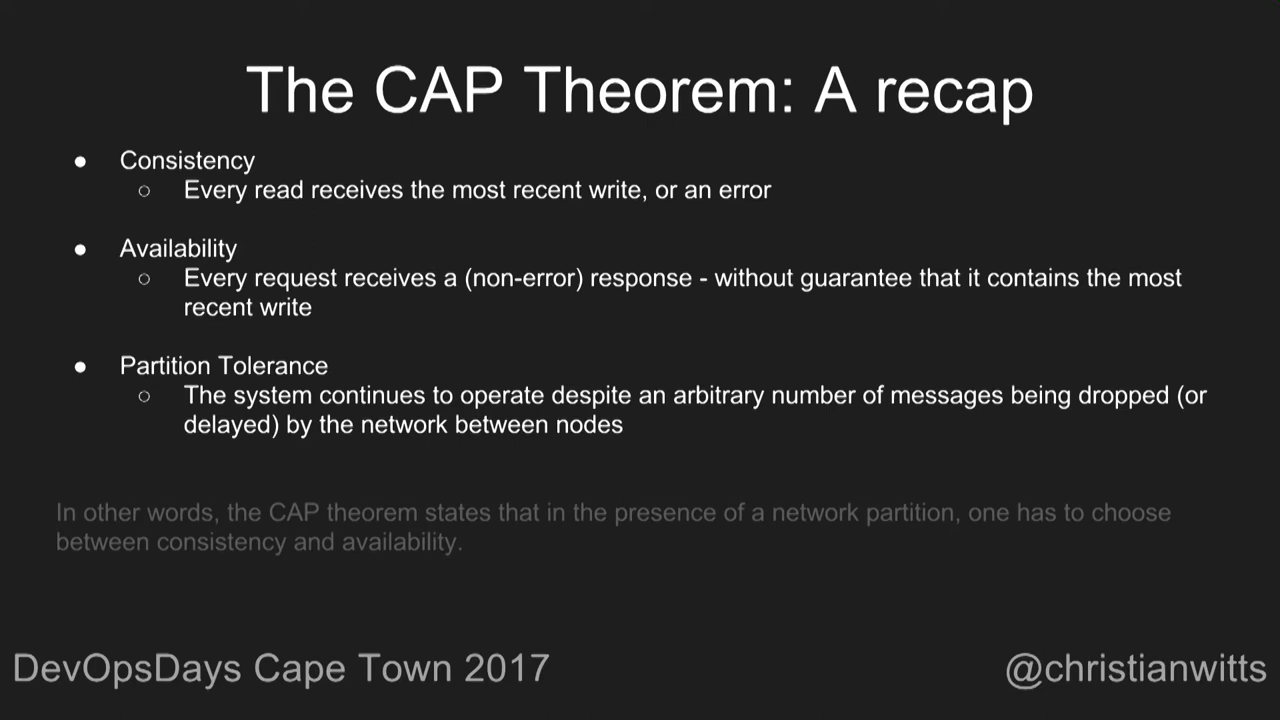 The CAP Theorem: A recap
● Consistency
○ Every read receives the most recent write, or an error
● Availability
○ Every request receives a (non-error) response - without guarantee that it contains the most
recent write
● Partition Tolerance
○ The system continues to operate despite an arbitrary number of messages being dropped (or
delayed) by the network between nodes
In other words, the CAP theorem states that in the presence of a network partition, one has to choose
between consistency and availability.
DevOpsDays Cape Town 2017
@christianwitts